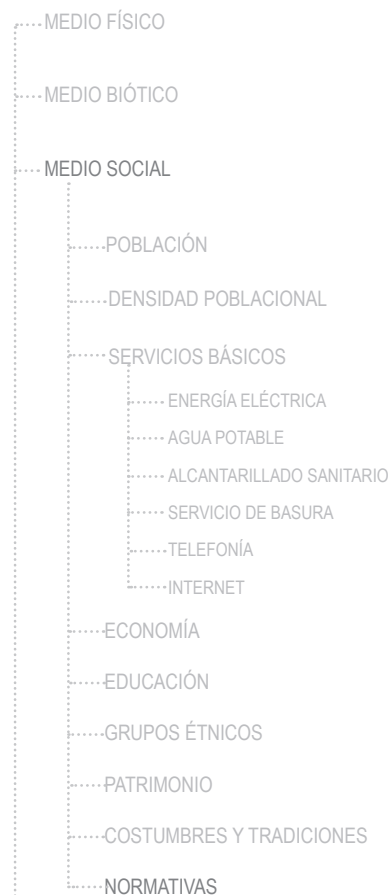 MEDIO FÍSICO
MEDIO BIÓTICO
MEDIO SOCIAL
POBLACIÓN
DENSIDAD POBLACIONAL
SERVICIOS BÁSICOS
ENERGÍA ELÉCTRICA
AGUA POTABLE
ALCANTARILLADO SANITARIO
SERVICIO DE BASURA
TELEFONÍA
INTERNET
ECONOMÍA
EDUCACIÓN
GRUPOS ÉTNICOS
PATRIMONIO
COSTUMBRES Y TRADICIONES
NORMATIVAS